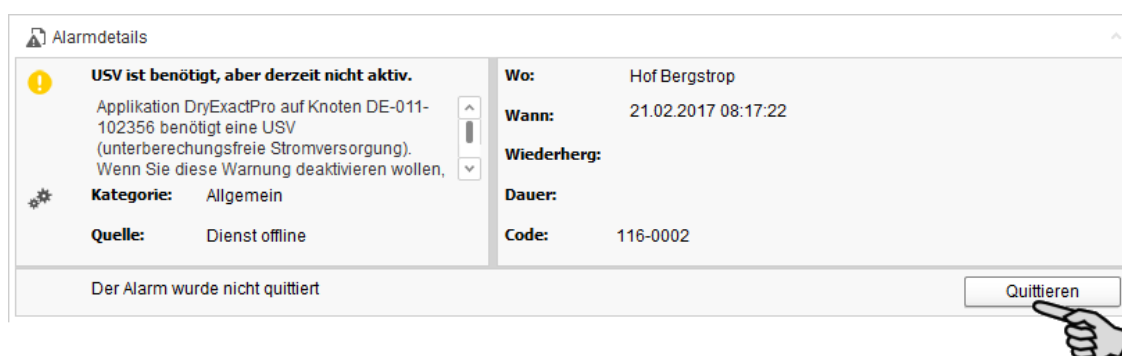 Alarmdetails
USV ist benötigt, aber derzeit nicht aktiv.
Applikation DryExactPro auf Knoten DE-011-
102356 benötigt eine USV
(unterberechungsfreie Stromversorgung).
Wenn Sie diese Warnung deaktivieren wollen,
Kategorie: Allgemein
Quelle: Dienst offline
Wo: Hof Bergstrop
Wann: 21.02.2017 08:17:22
Wiederherg:
Dauer:
Code: 116-0002
Der Alarm wurde nicht quittiert
Quittieren